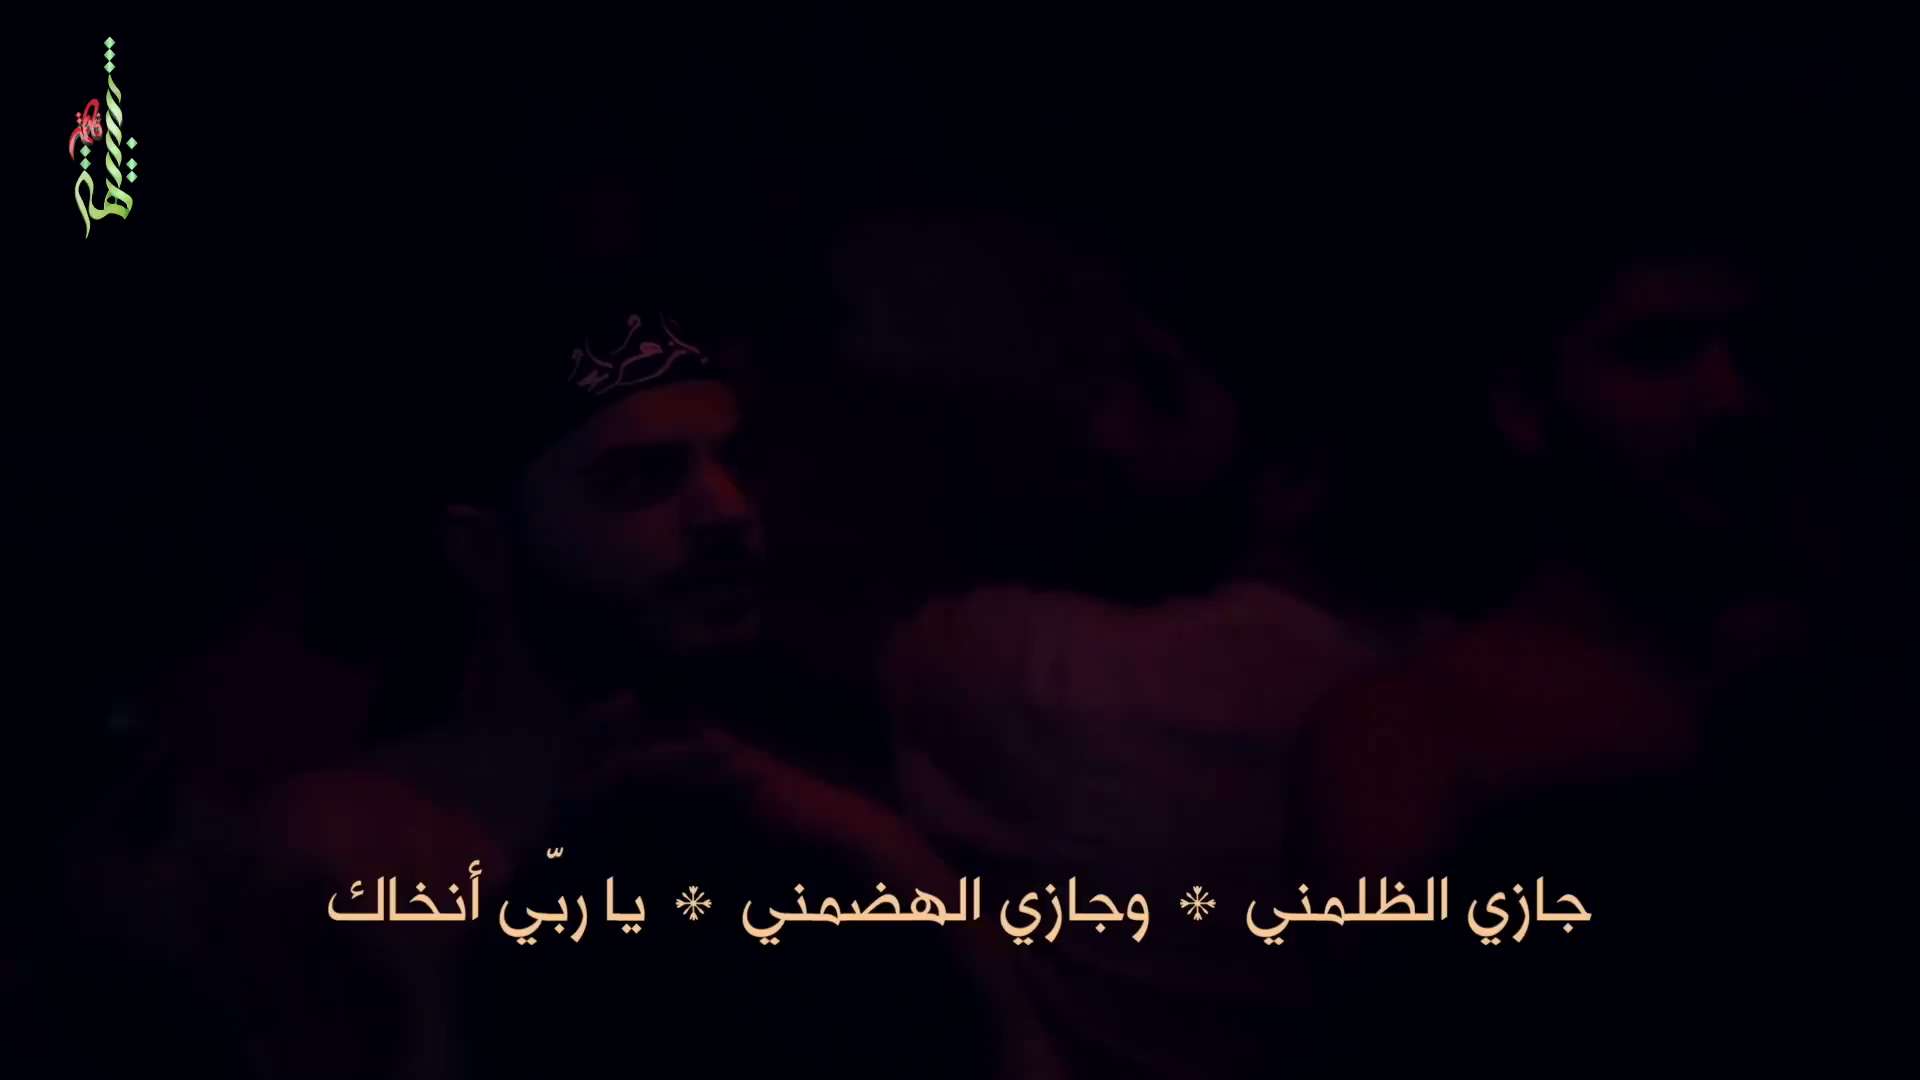 جازي الظلمني * وجازي الهضمني * يا ربّي أنخاك